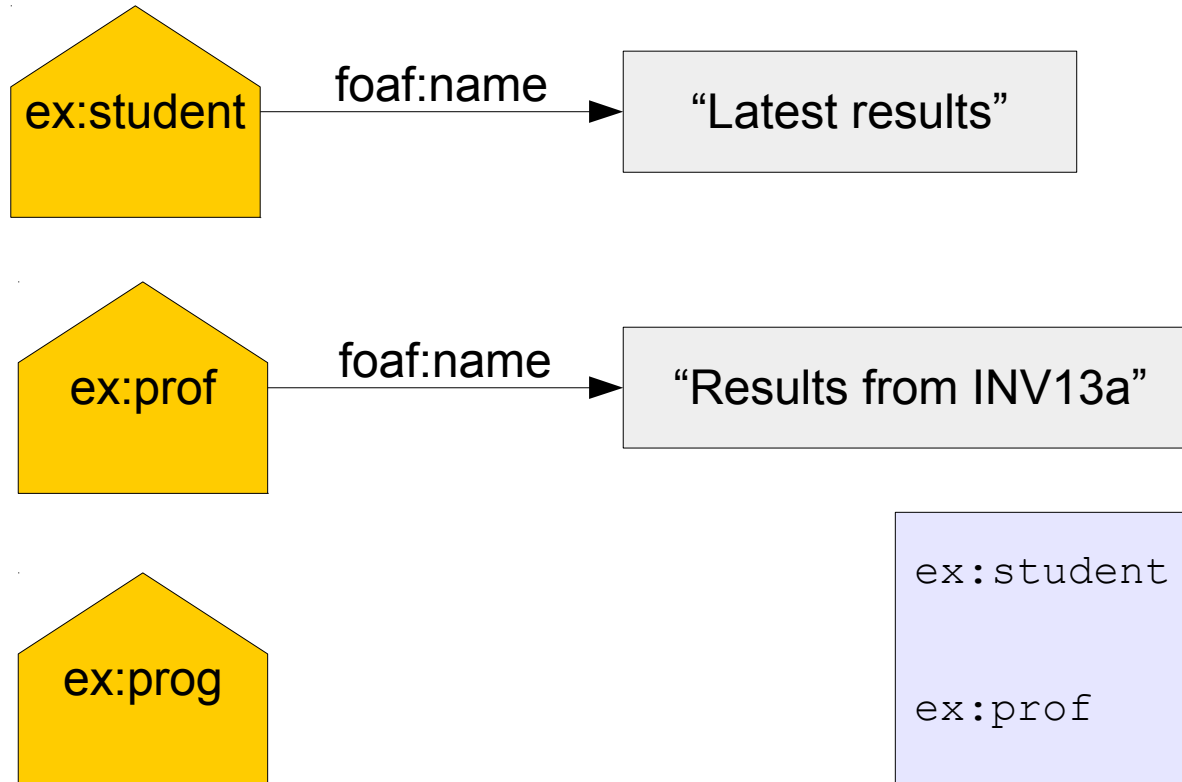 ex:student
foaf:name
“Latest results”
ex:prof
foaf:name
“Results from INV13a”
ex:prog
ex:student
ex:prof